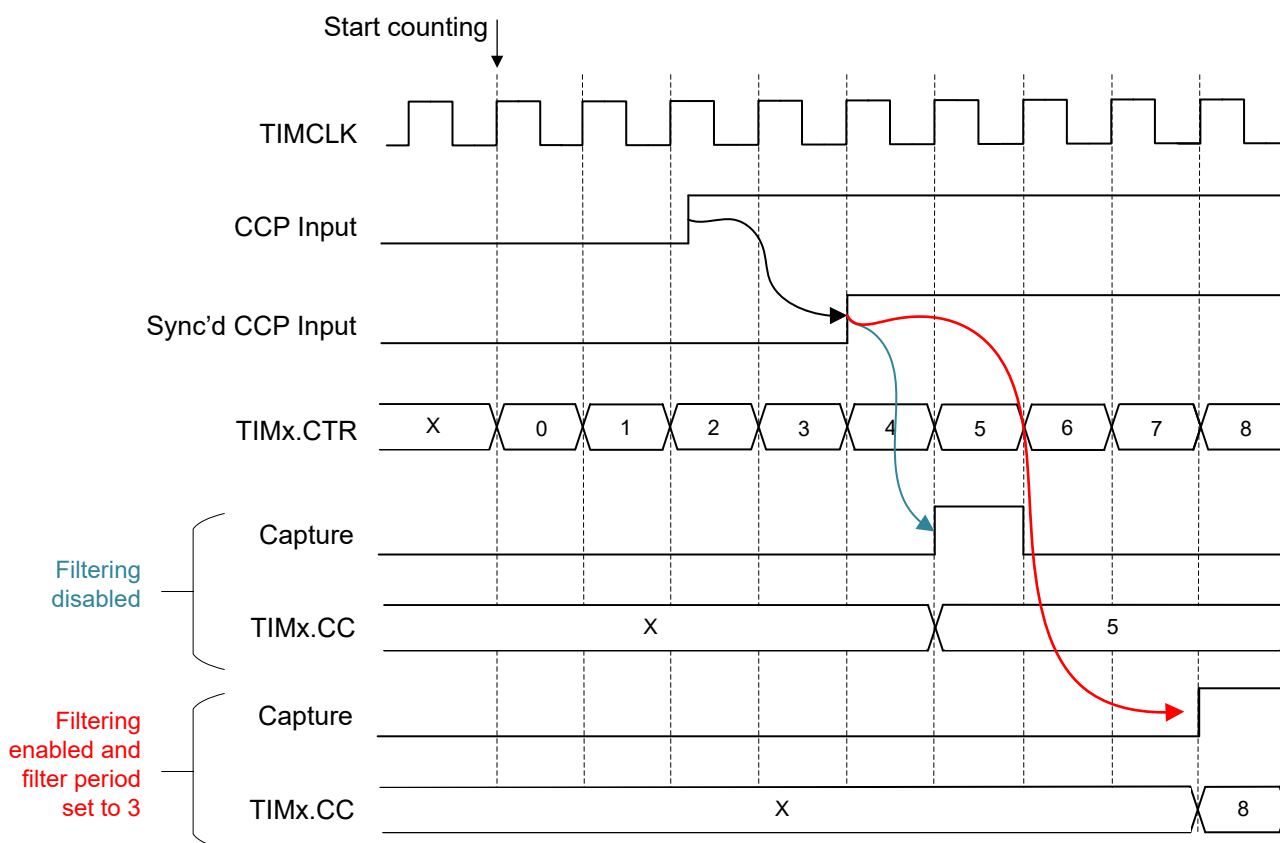 Start counting
TIMCLK
CCP Input
Sync’d CCP Input
TIMx.CTR
X 0 1 2 3 4 5 6 7 8
Filtering
disabled
Capture
TIMx.CC
X 5
Filtering
enabled and
filter period
set to 3
Capture
TIMx.CC
X 8